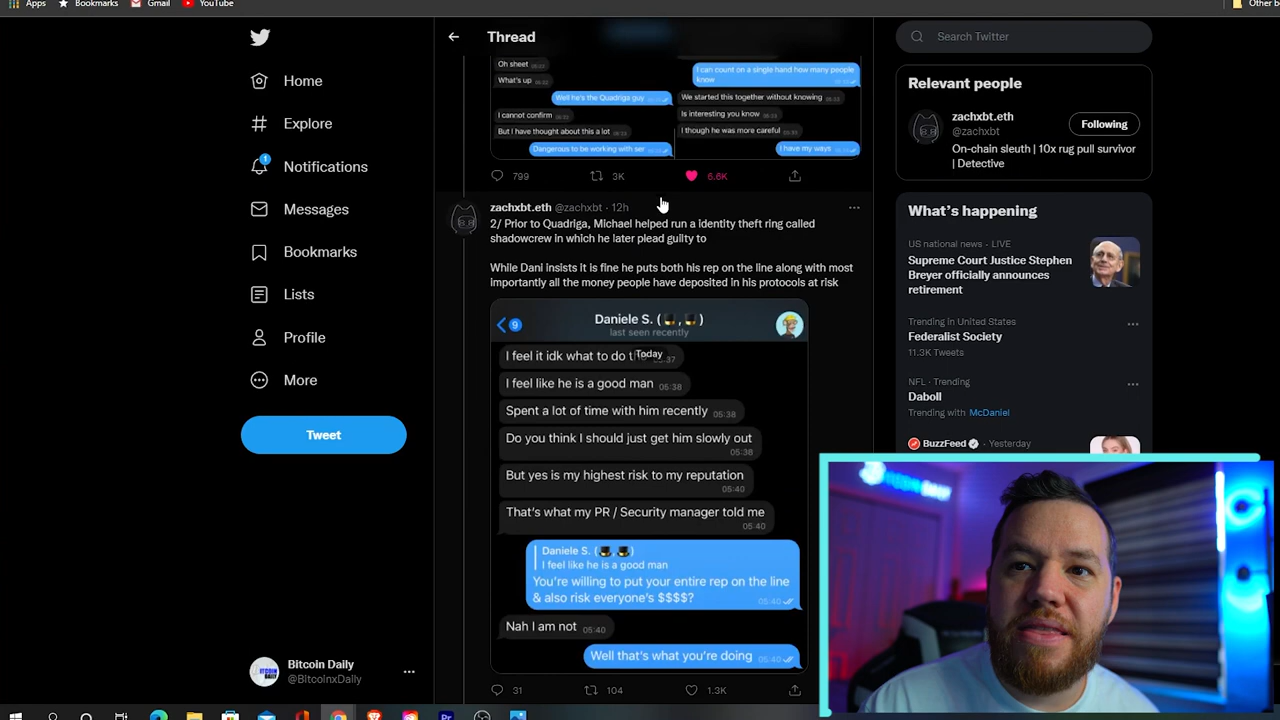 Apps
Bookmarks
Gmail
YouTube
Other b
Home
Explore
1
Notifications
Messages
Bookmarks
Lists
Profile
More
Tweet
Bitcoin Daily
@BitcoinxDaily
Thread
Oh sheet
What's up
Well he's the Quadriga guy
I cannot confirm
But I have thought about this a lot
Dangerous to be working with ser
I can count on a single hand how many people
know
We started this together without knowing
Is interesting you know
I though he was more careful
I have my ways
799
3K
6.6K
zachxbt.eth @zachxbt · 12h
2/ Prior to Quadriga, Michael helped run a identity theft ring called
shadowcrew in which he later plead guilty to
While Dani insists it is fine he puts both his rep on the line along with most
importantly all the money people have deposited in his protocols at risk
9
Daniele S. (🎩,🎩)
last seen recently
Today
I feel it idk what to do
I feel like he is a good man 05:38
Spent a lot of time with him recently 05:38
Do you think I should just get him slowly out
05:38
But yes is my highest risk to my reputation
05:40
That's what my PR / Security manager told me
05:40
Daniele S. (🎩,🎩)
I feel like he is a good man
You're willing to put your entire rep on the line
& also risk everyone's $$$$? 05:40
Nah I am not 05:40
Well that's what you're doing 05:40
31
104
1.3K
Search Twitter
Relevant people
zachxbt.eth
@zachxbt
Following
On-chain sleuth | 10x rug pull survivor
| Detective
What's happening
US national news · LIVE
Supreme Court Justice Stephen
Breyer officially announces
retirement
Trending in United States
Federalist Society
11.3K Tweets
NFL · Trending
Daboll
Trending with McDaniel
BuzzFeed · Yesterday